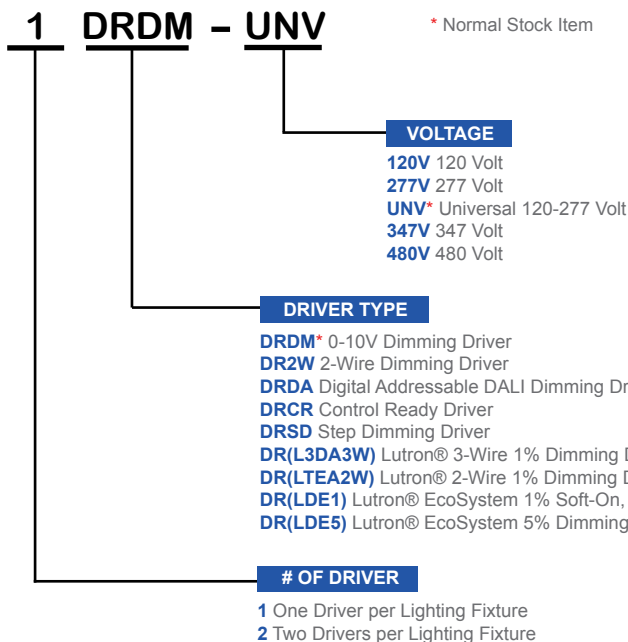 1 DRDM - UNV
* Normal Stock Item
VOLTAGE
120V 120 Volt
277V 277 Volt
UNV* Universal 120-277 Volt
347V 347 Volt
480V 480 Volt
DRIVER TYPE
DRDM* 0-10V Dimming Driver
DR2W 2-Wire Dimming Driver
DRDA Digital Addressable DALI Dimming
DRCR Control Ready Driver
DRSD Step Dimming Driver
DR(L3DA3W) Lutron® 3-Wire 1% Dimming
DR(LTEA2W) Lutron® 2-Wire 1% Dimming
DR(LDE1) Lutron® EcoSystem 1% Soft-On,
DR(LDE5) Lutron® EcoSystem 5% Dimming
# OF DRIVER
1 One Driver per Lighting Fixture
2 Two Drivers per Lighting Fixture